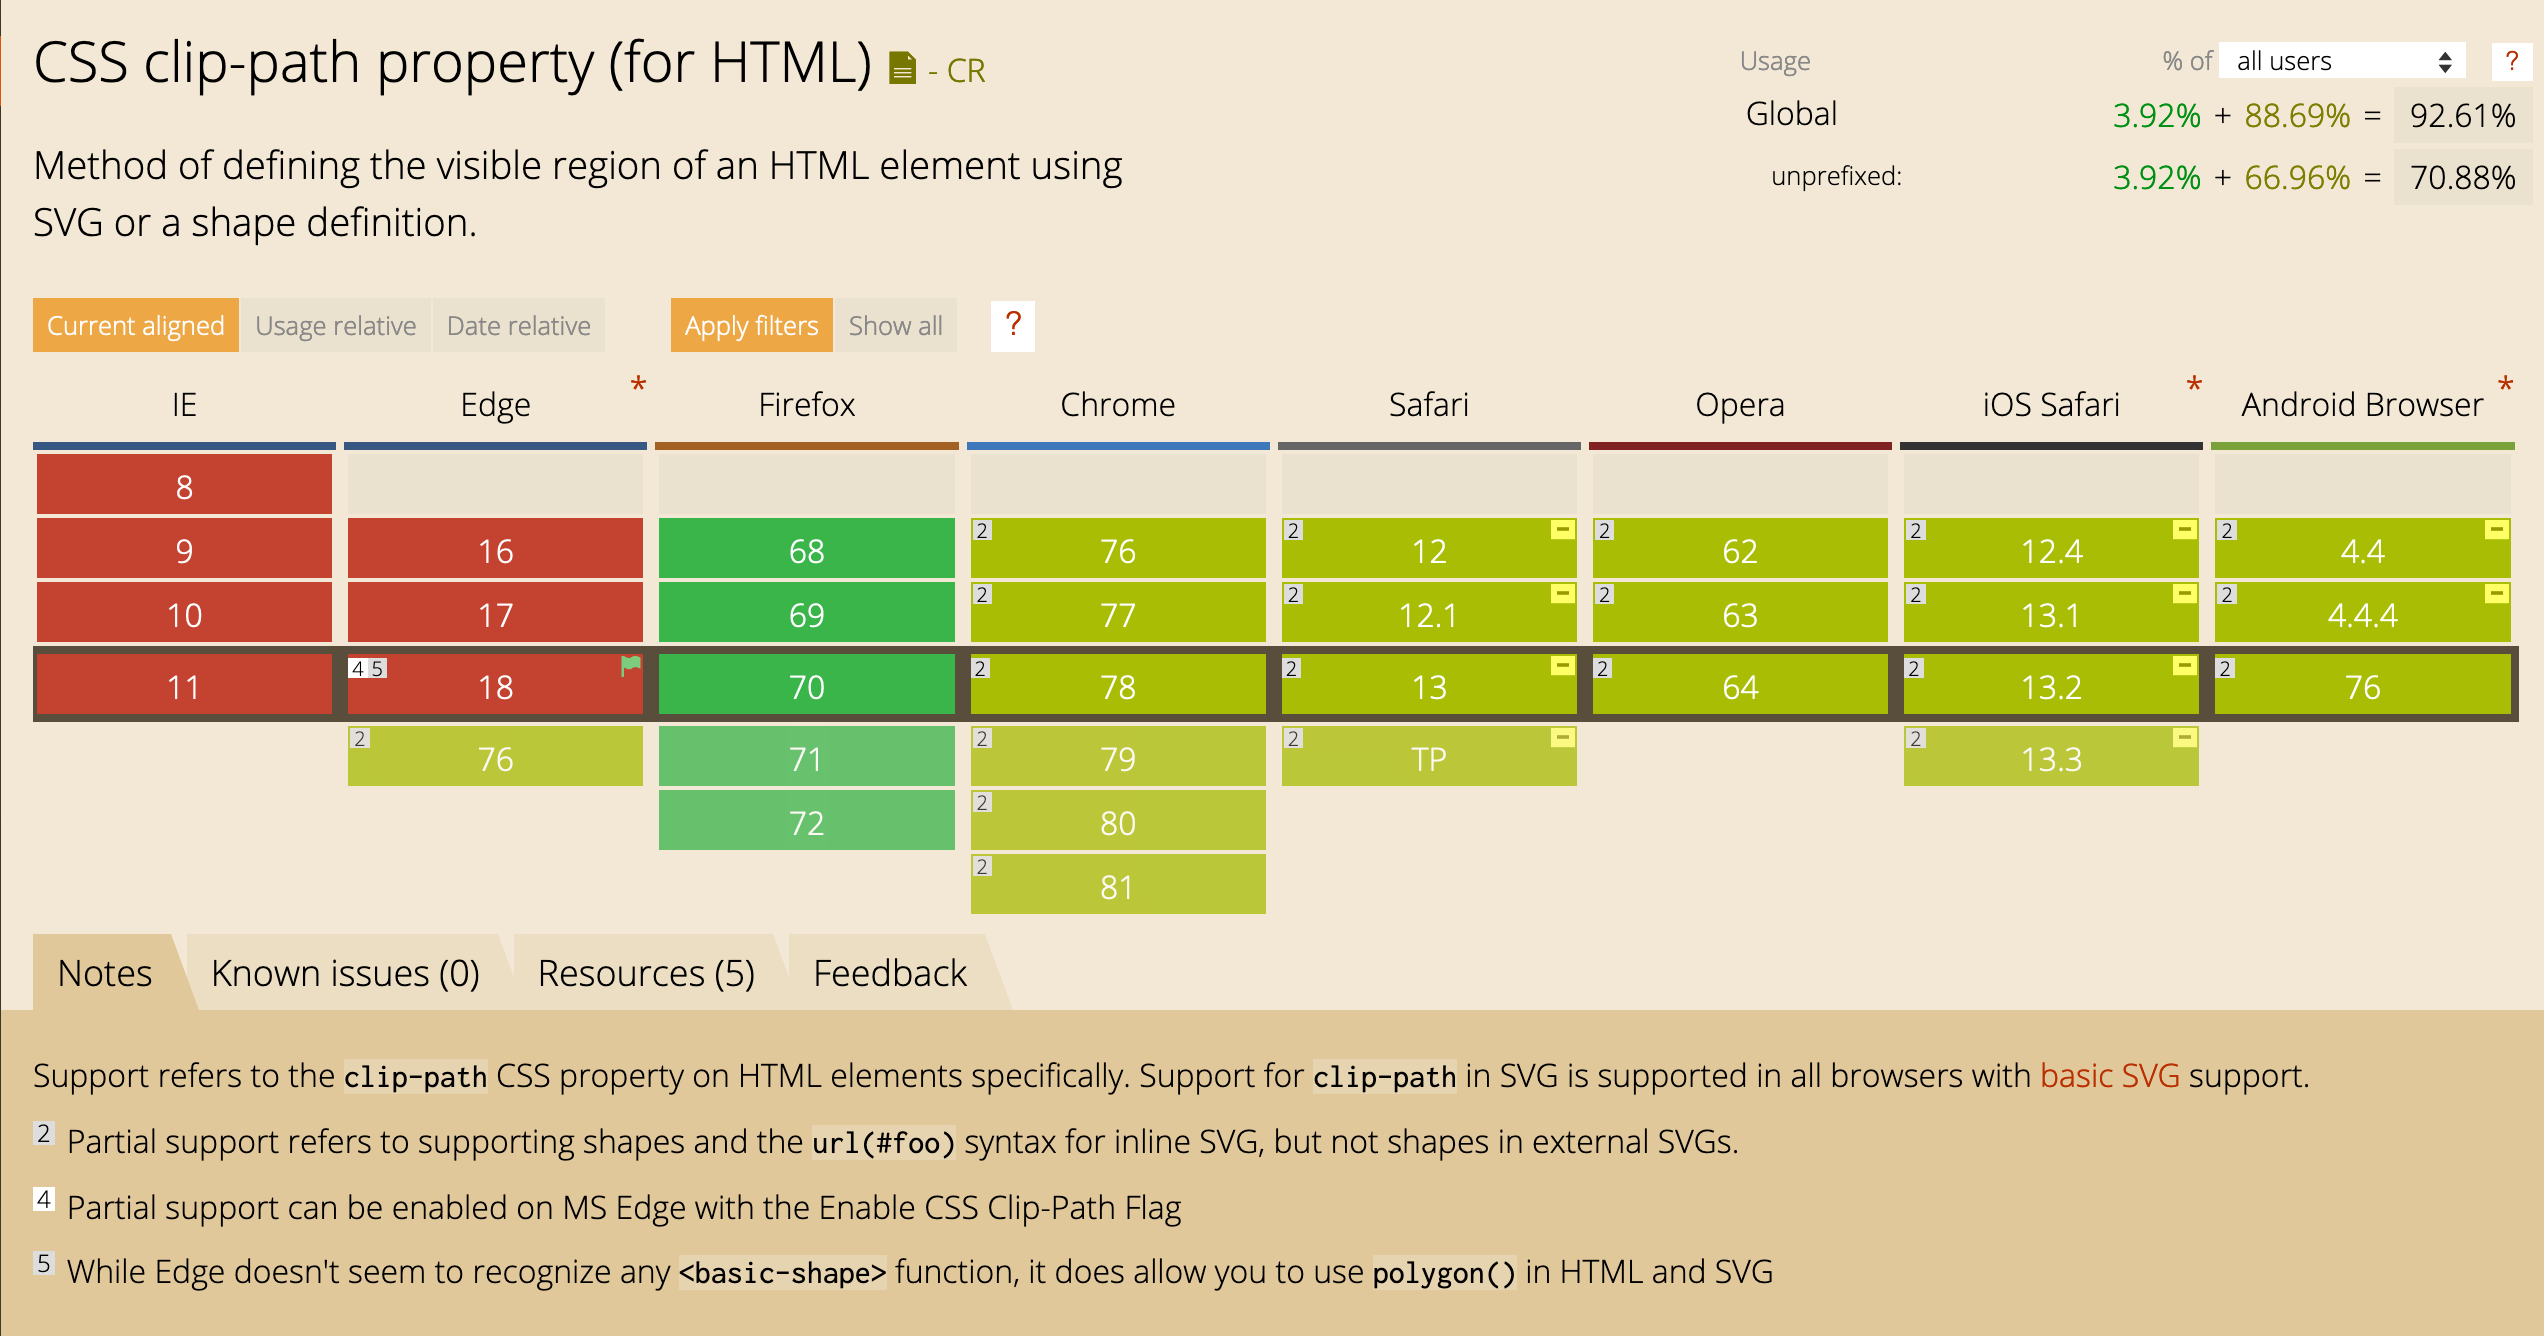 CSS clip-path property (for HTML) - CR
Usage % of all users ?
Global 3.92% + 88.69% = 92.61%
unprefixed: 3.92% + 66.96% = 70.88%
Method of defining the visible region of an HTML element using
SVG or a shape definition.
Current aligned Usage relative Date relative Apply filters Show all ?
IE Edge * Firefox Chrome Safari Opera iOS Safari * Android Browser *
8
9 16 68 2 76 2 12 - 2 62 2 12.4 - 2 4.4 -
10 17 69 2 77 2 12.1 - 2 63 2 13.1 - 2 4.4.4 -
11 4 5 18 70 2 78 2 13 - 2 64 2 13.2 - 2 76
2 76 71 2 79 2 TP - 2 13.3 -
72 2 80
2 81
Notes Known issues (0) Resources (5) Feedback
Support refers to the clip-path CSS property on HTML elements specifically. Support for clip-path in SVG is supported in all browsers with basic SVG support.
2 Partial support refers to supporting shapes and the url(#foo) syntax for inline SVG, but not shapes in external SVGs.
4 Partial support can be enabled on MS Edge with the Enable CSS Clip-Path Flag
5 While Edge doesn't seem to recognize any <basic-shape> function, it does allow you to use polygon() in HTML and SVG